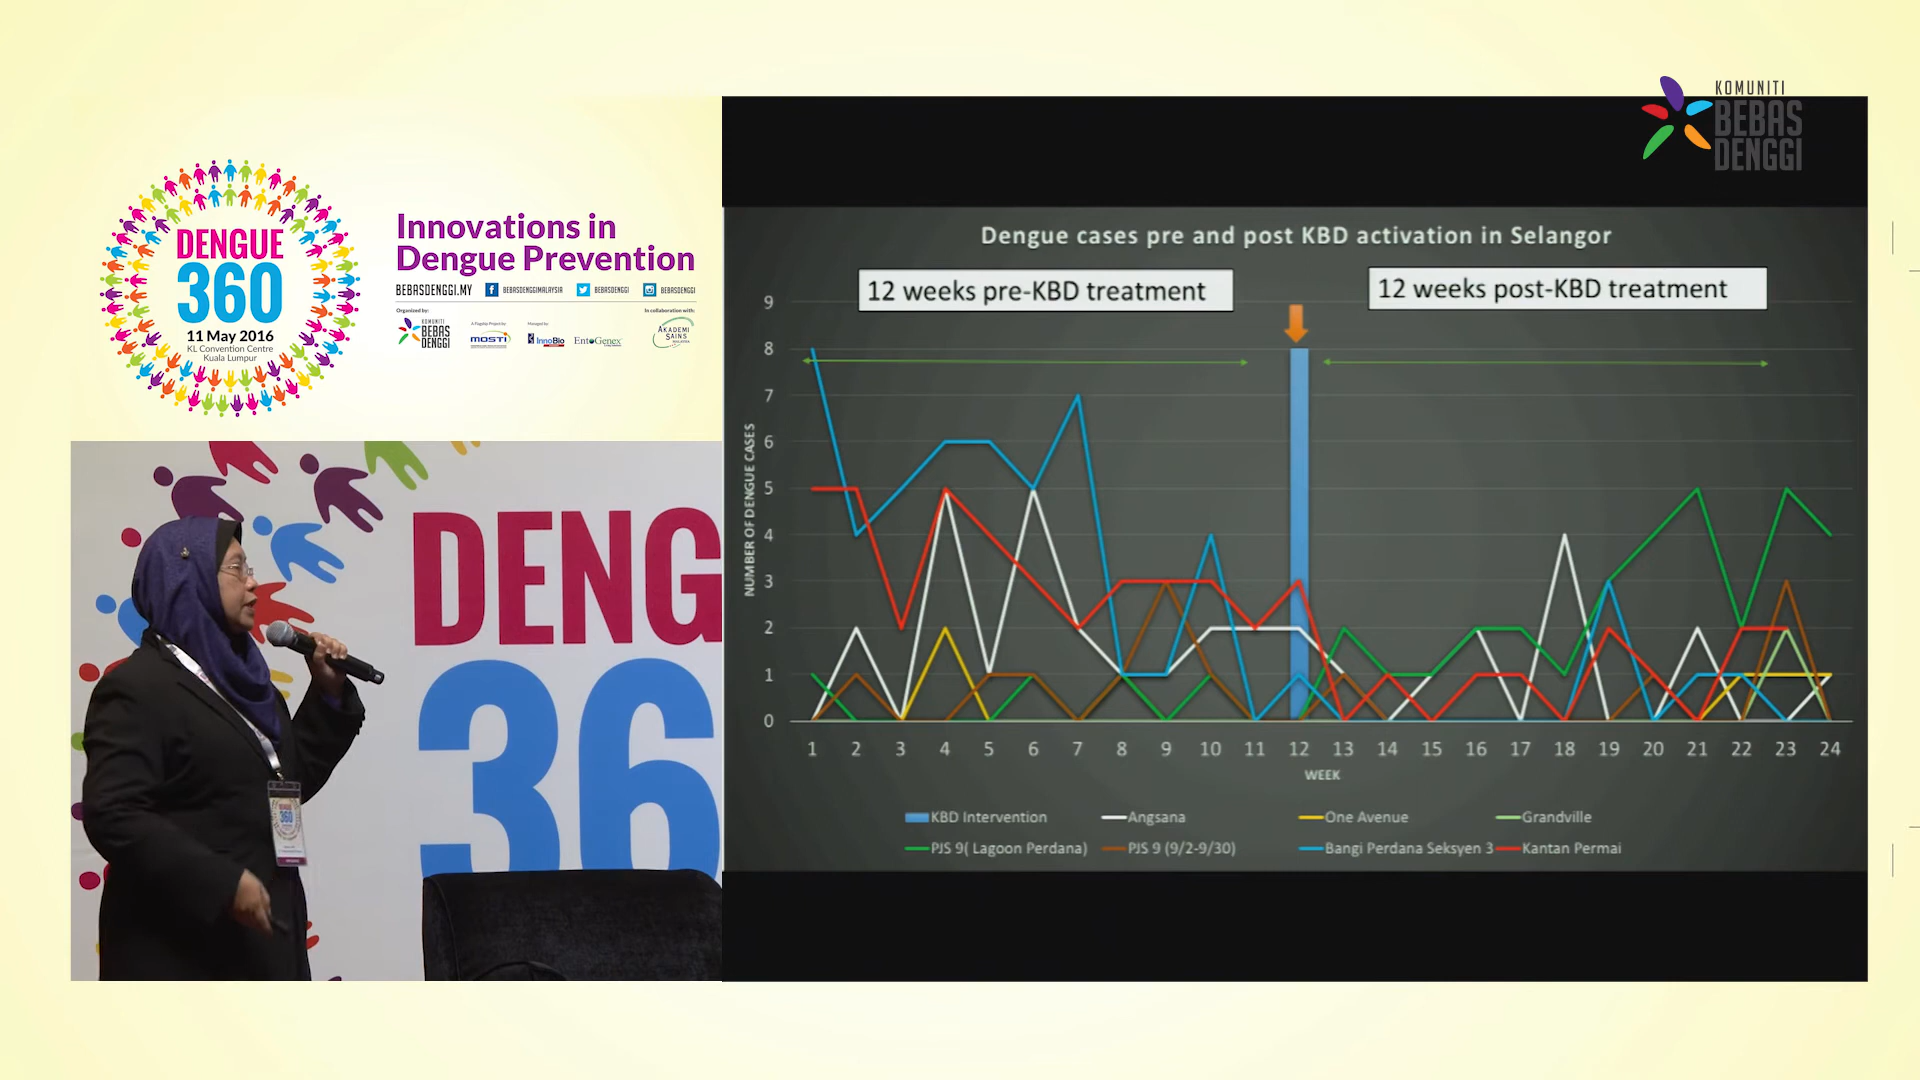 KOMUNITI
BEBAS
DENGGI
DENGUE
360
11 May 2016
KL Convention Centre
Kuala Lumpur
Innovations in
Dengue Prevention
BEBASDENGGI.MY
BEBASDENGGIMALAYSIA
BEBASDENGGI
BEBASDENGGI
Organized by:
A Flagship Project by:
Managed by:
In collaboration with:
KOMUNITI
BEBAS
DENGGI
MOSTI
InnoBio
EntoGenex
AKADEMI
SAINS
Dengue cases pre and post KBD activation in Selangor
12 weeks pre-KBD treatment
12 weeks post-KBD treatment
NUMBER OF DENGUE CASES
9
8
7
6
5
4
3
2
1
0
1 2 3 4 5 6 7 8 9 10 11 12 13 14 15 16 17 18 19 20 21 22 23 24
WEEK
KBD Intervention Angsana One Avenue Grandville
PJS 9( Lagoon Perdana) PJS 9 (9/2-9/30) Bangi Perdana Seksyen 3 Kantan Permai
DENG
36
360